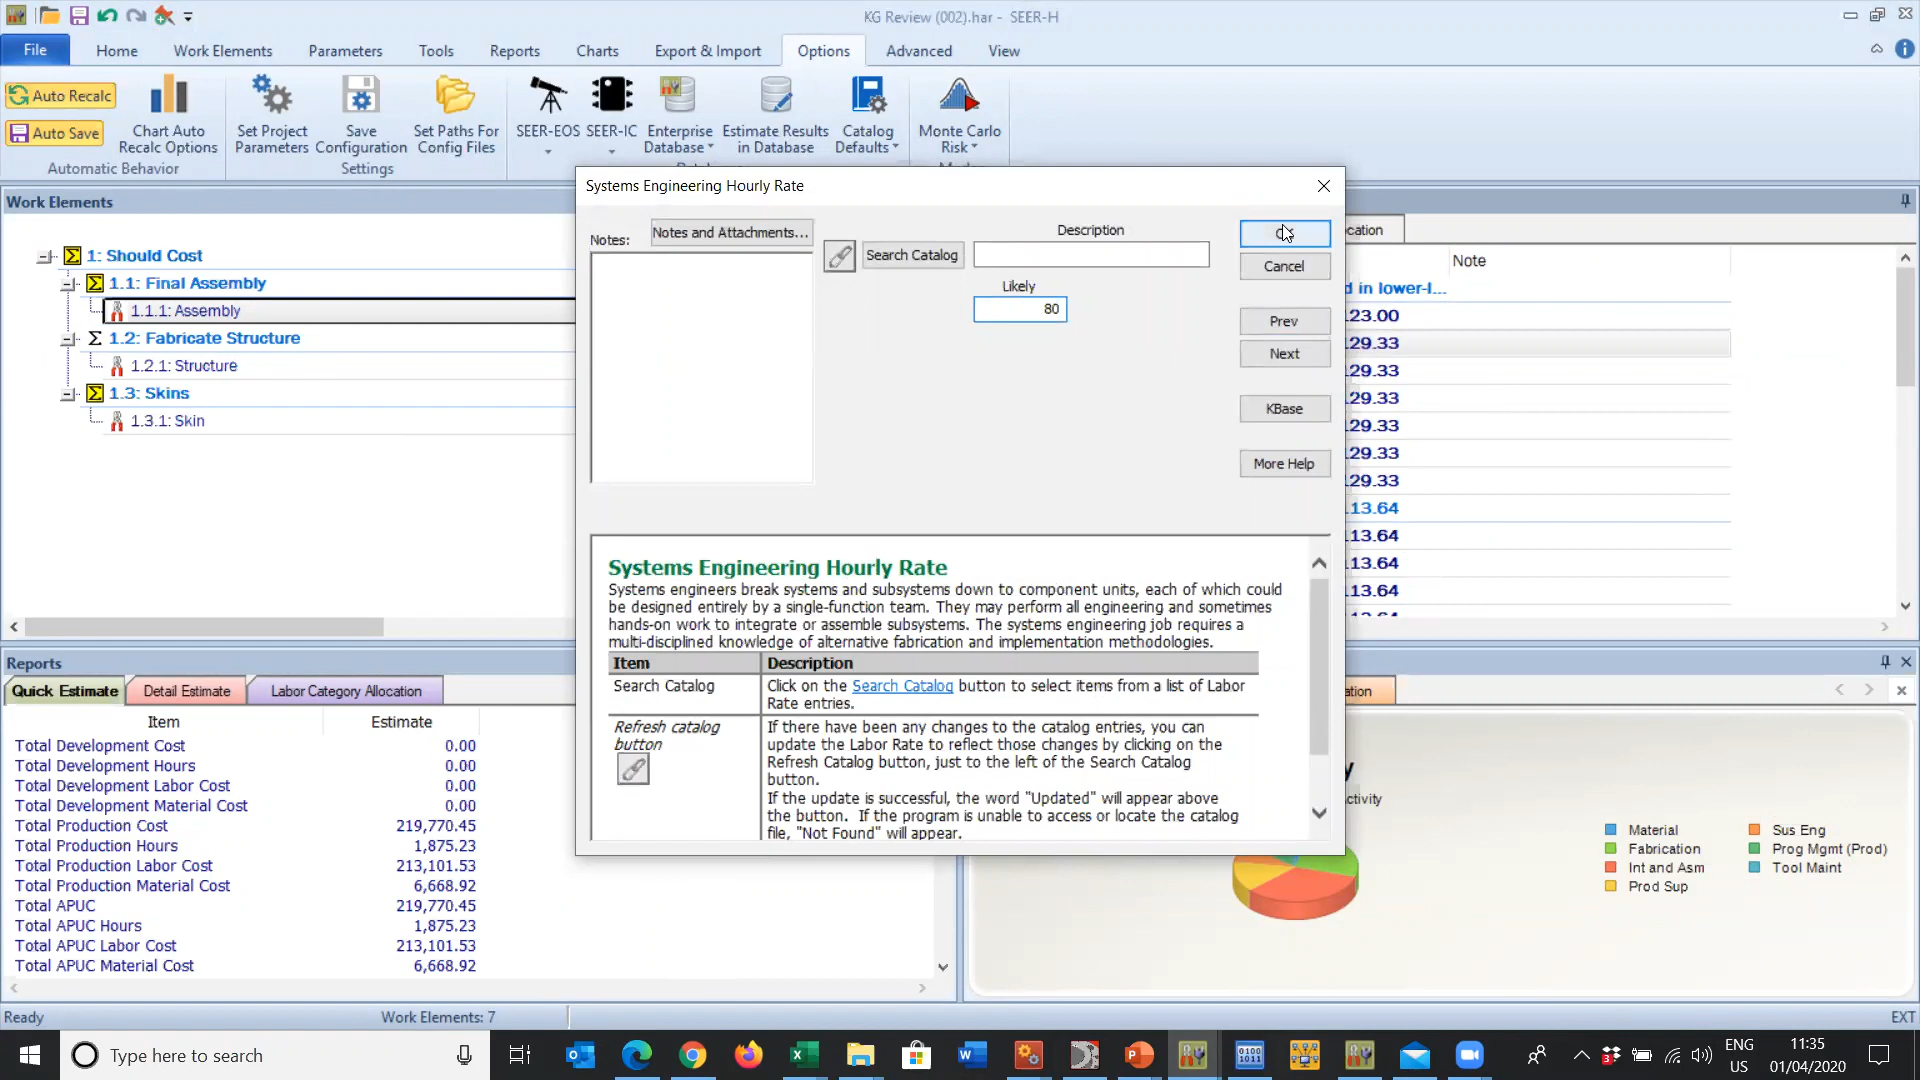 KG Review (002).har - SEER-H
File Home Work Elements Parameters Tools Reports Charts Export & Import Options Advanced View
Auto Recalc
Auto Save
Chart Auto
Recalc Options
Automatic Behavior
Set Project
Parameters
Save
Configuration
Set Paths For
Config Files
Settings
SEER-EOS
SEER-IC
Enterprise
Database
Estimate Results
in Database
Catalog
Defaults
Monte Carlo
Risk
Work Elements
1: Should Cost
1.1: Final Assembly
1.1.1: Assembly
1.2: Fabricate Structure
1.2.1: Structure
1.3: Skins
1.3.1: Skin
Systems Engineering Hourly Rate
Notes:
Notes and Attachments...
Search Catalog
Description
Likely
80
Cancel
Prev
Next
KBase
More Help
Systems Engineering Hourly Rate
Systems engineers break systems and subsystems down to component units, each of which could
be designed entirely by a single-function team. They may perform all engineering and sometimes
hands-on work to integrate or assemble subsystems. The systems engineering job requires a
multi-disciplined knowledge of alternative fabrication and implementation methodologies.
Item Description
Search Catalog Click on the Search Catalog button to select items from a list of Labor
Rate entries.
Refresh catalog
button
If there have been any changes to the catalog entries, you can
update the Labor Rate to reflect those changes by clicking on the
Refresh Catalog button, just to the left of the Search Catalog
button.
If the update is successful, the word "Updated" will appear above
the button. If the program is unable to access or locate the catalog
file, "Not Found" will appear.
ocation
Note
d in lower-l...
23.00
29.33
29.33
29.33
29.33
29.33
29.33
13.64
13.64
13.64
13.64
Reports
Quick Estimate Detail Estimate Labor Category Allocation
Item Estimate
Total Development Cost 0.00
Total Development Hours 0.00
Total Development Labor Cost 0.00
Total Development Material Cost 0.00
Total Production Cost 219,770.45
Total Production Hours 1,875.23
Total Production Labor Cost 213,101.53
Total Production Material Cost 6,668.92
Total APUC 219,770.45
Total APUC Hours 1,875.23
Total APUC Labor Cost 213,101.53
Total APUC Material Cost 6,668.92
ation
y
ctivity
Material
Fabrication
Int and Asm
Prod Sup
Sus Eng
Prog Mgmt (Prod)
Tool Maint
Ready
Work Elements: 7
EXT
Type here to search
ENG
US
11:35
01/04/2020